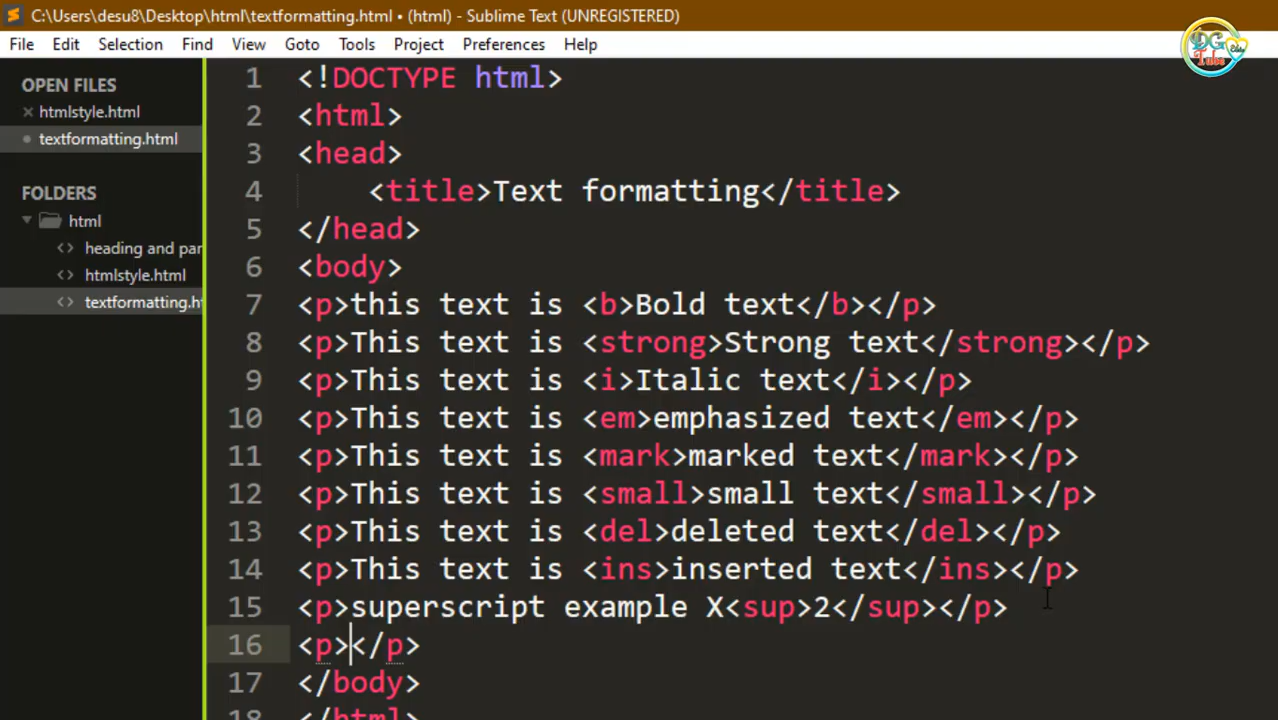 C:\Users\desu8\Desktop\html\textformatting.html • (html) - Sublime Text (UNREGISTERED)
File Edit Selection Find View Goto Tools Project Preferences Help
DG
Tube
OPEN FILES
htmlstyle.html
textformatting.html
FOLDERS
html
heading and par
htmlstyle.html
textformatting.ht
1 <!DOCTYPE html>
2 <html>
3 <head>
4 <title>Text formatting</title>
5 </head>
6 <body>
7 <p>this text is <b>Bold text</b></p>
8 <p>This text is <strong>Strong text</strong></p>
9 <p>This text is <i>Italic text</i></p>
10 <p>This text is <em>emphasized text</em></p>
11 <p>This text is <mark>marked text</mark></p>
12 <p>This text is <small>small text</small></p>
13 <p>This text is <del>deleted text</del></p>
14 <p>This text is <ins>inserted text</ins></p>
15 <p>superscript example X<sup>2</sup></p>
16 <p></p>
17 </body>
18 </html>